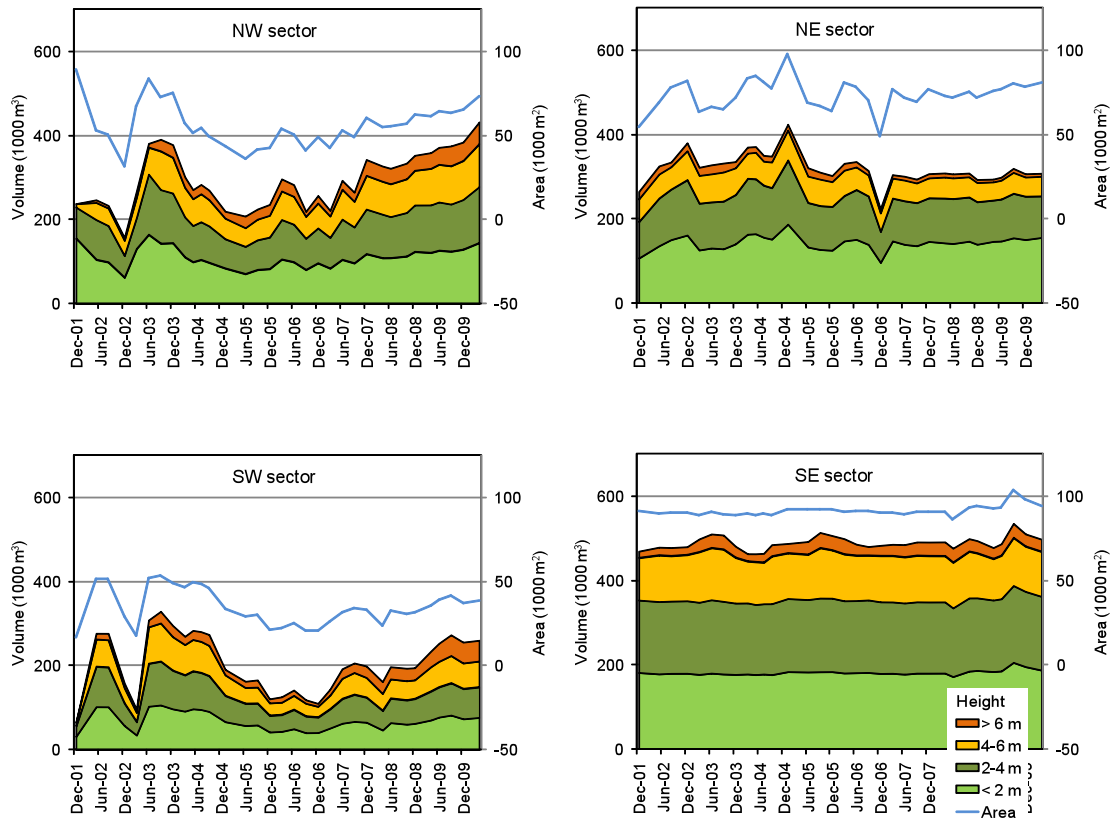 NW sector
Volume (1000 m³)
600
400
200
0
100
50
0
-50
Area (1000 m²)
Dec-01
Jun-02
Dec-02
Jun-03
Dec-03
Jun-04
Dec-04
Jun-05
Dec-05
Jun-06
Dec-06
Jun-07
Dec-07
Jun-08
Dec-08
Jun-09
Dec-09
NE sector
Volume (1000 m³)
600
400
200
0
100
50
0
-50
Area (1000 m²)
Dec-01
Jun-02
Dec-02
Jun-03
Dec-03
Jun-04
Dec-04
Jun-05
Dec-05
Jun-06
Dec-06
Jun-07
Dec-07
Jun-08
Dec-08
Jun-09
Dec-09
SW sector
Volume (1000 m³)
600
400
200
0
100
50
0
-50
Area (1000 m²)
Dec-01
Jun-02
Dec-02
Jun-03
Dec-03
Jun-04
Dec-04
Jun-05
Dec-05
Jun-06
Dec-06
Jun-07
Dec-07
Jun-08
Dec-08
Jun-09
Dec-09
SE sector
Volume (1000 m³)
600
400
200
0
100
50
0
-50
Area (1000 m²)
Dec-01
Jun-02
Dec-02
Jun-03
Dec-03
Jun-04
Dec-04
Jun-05
Dec-05
Jun-06
Dec-06
Jun-07
Dec-07
Height
> 6 m
4-6 m
2-4 m
< 2 m
Area